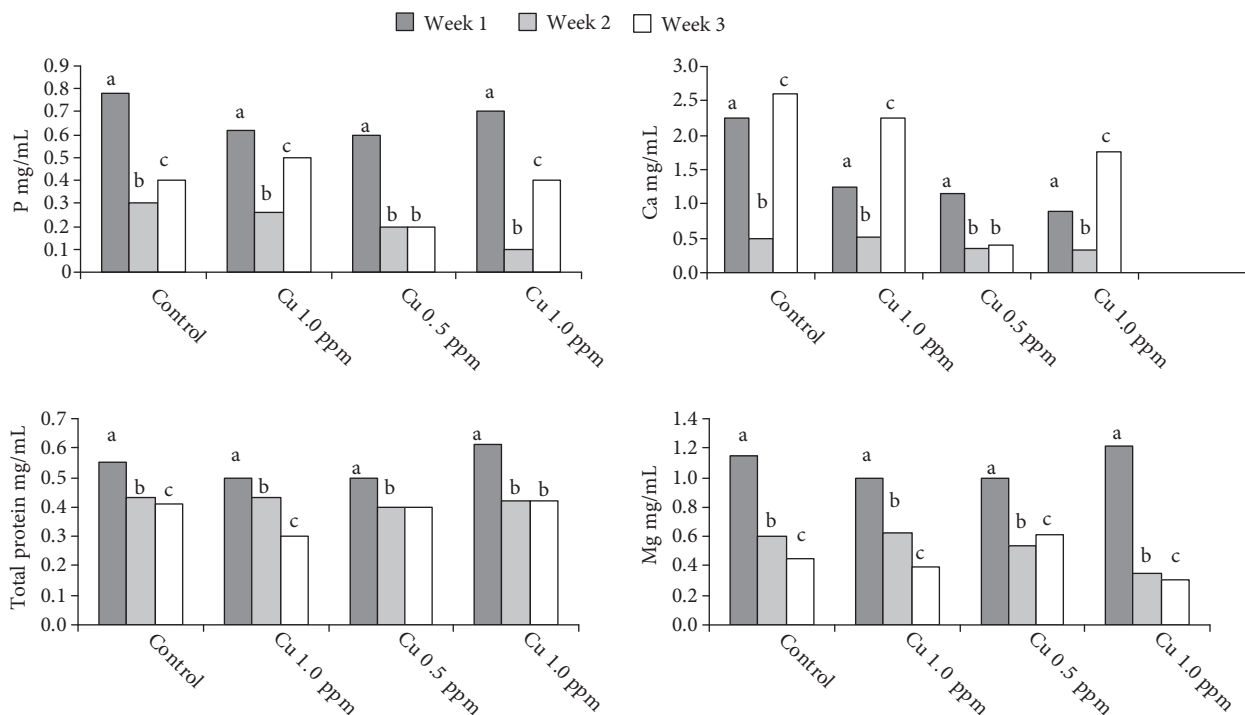 Week 1 Week 2 Week 3
P mg/mL
0.9
0.8
0.7
0.6
0.5
0.4
0.3
0.2
0.1
0
a b c
a b c
a b b
a b c
Control
Cu 1.0 ppm
Cu 0.5 ppm
Cu 1.0 ppm
Ca mg/mL
3.0
2.5
2.0
1.5
1.0
0.5
0.0
a b c
a b c
a b b
a b c
Control
Cu 1.0 ppm
Cu 0.5 ppm
Cu 1.0 ppm
Total protein mg/mL
0.7
0.6
0.5
0.4
0.3
0.2
0.1
0.0
a b c
a b c
a b
a b b
Control
Cu 1.0 ppm
Cu 0.5 ppm
Cu 1.0 ppm
Mg mg/mL
1.4
1.2
1.0
0.8
0.6
0.4
0.2
0.0
a b c
a b c
a b c
a b c
Control
Cu 1.0 ppm
Cu 0.5 ppm
Cu 1.0 ppm